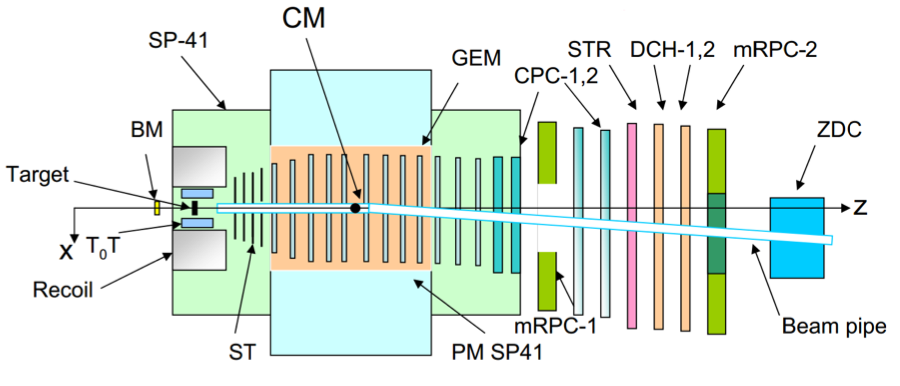 CM
SP-41
GEM
STR
DCH-1,2
mRPC-2
CPC-1,2
BM
ZDC
Target
Z
X
T₀T
Recoil
mRPC-1
Beam pipe
ST
PM SP41